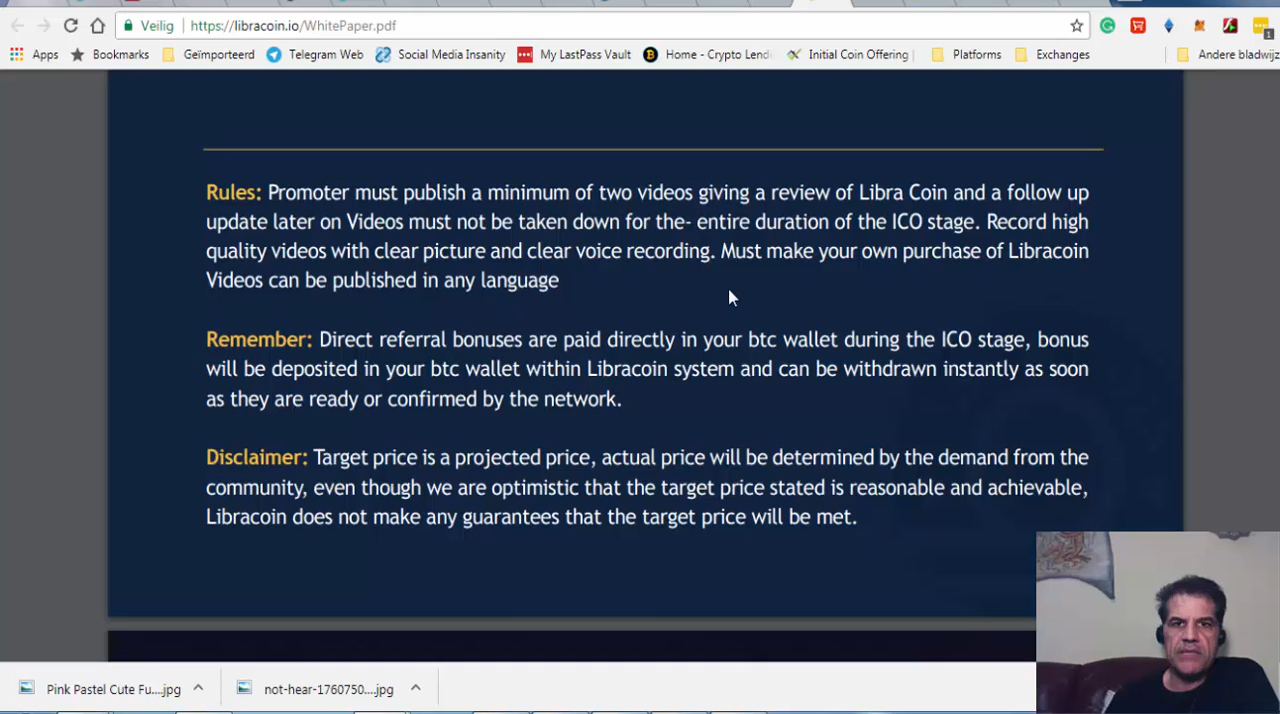 Veilig
https://libracoin.io/WhitePaper.pdf
Apps
Bookmarks
Geïmporteerd
Telegram Web
Social Media Insanity
My LastPass Vault
Home - Crypto Lendi
Initial Coin Offering |
Platforms
Exchanges
Andere bladwijz
1
Rules: Promoter must publish a minimum of two videos giving a review of Libra Coin and a follow up
update later on Videos must not be taken down for the- entire duration of the ICO stage. Record high
quality videos with clear picture and clear voice recording. Must make your own purchase of Libracoin
Videos can be published in any language
Remember: Direct referral bonuses are paid directly in your btc wallet during the ICO stage, bonus
will be deposited in your btc wallet within Libracoin system and can be withdrawn instantly as soon
as they are ready or confirmed by the network.
Disclaimer: Target price is a projected price, actual price will be determined by the demand from the
community, even though we are optimistic that the target price stated is reasonable and achievable,
Libracoin does not make any guarantees that the target price will be met.
Pink Pastel Cute Fu....jpg
not-hear-1760750....jpg